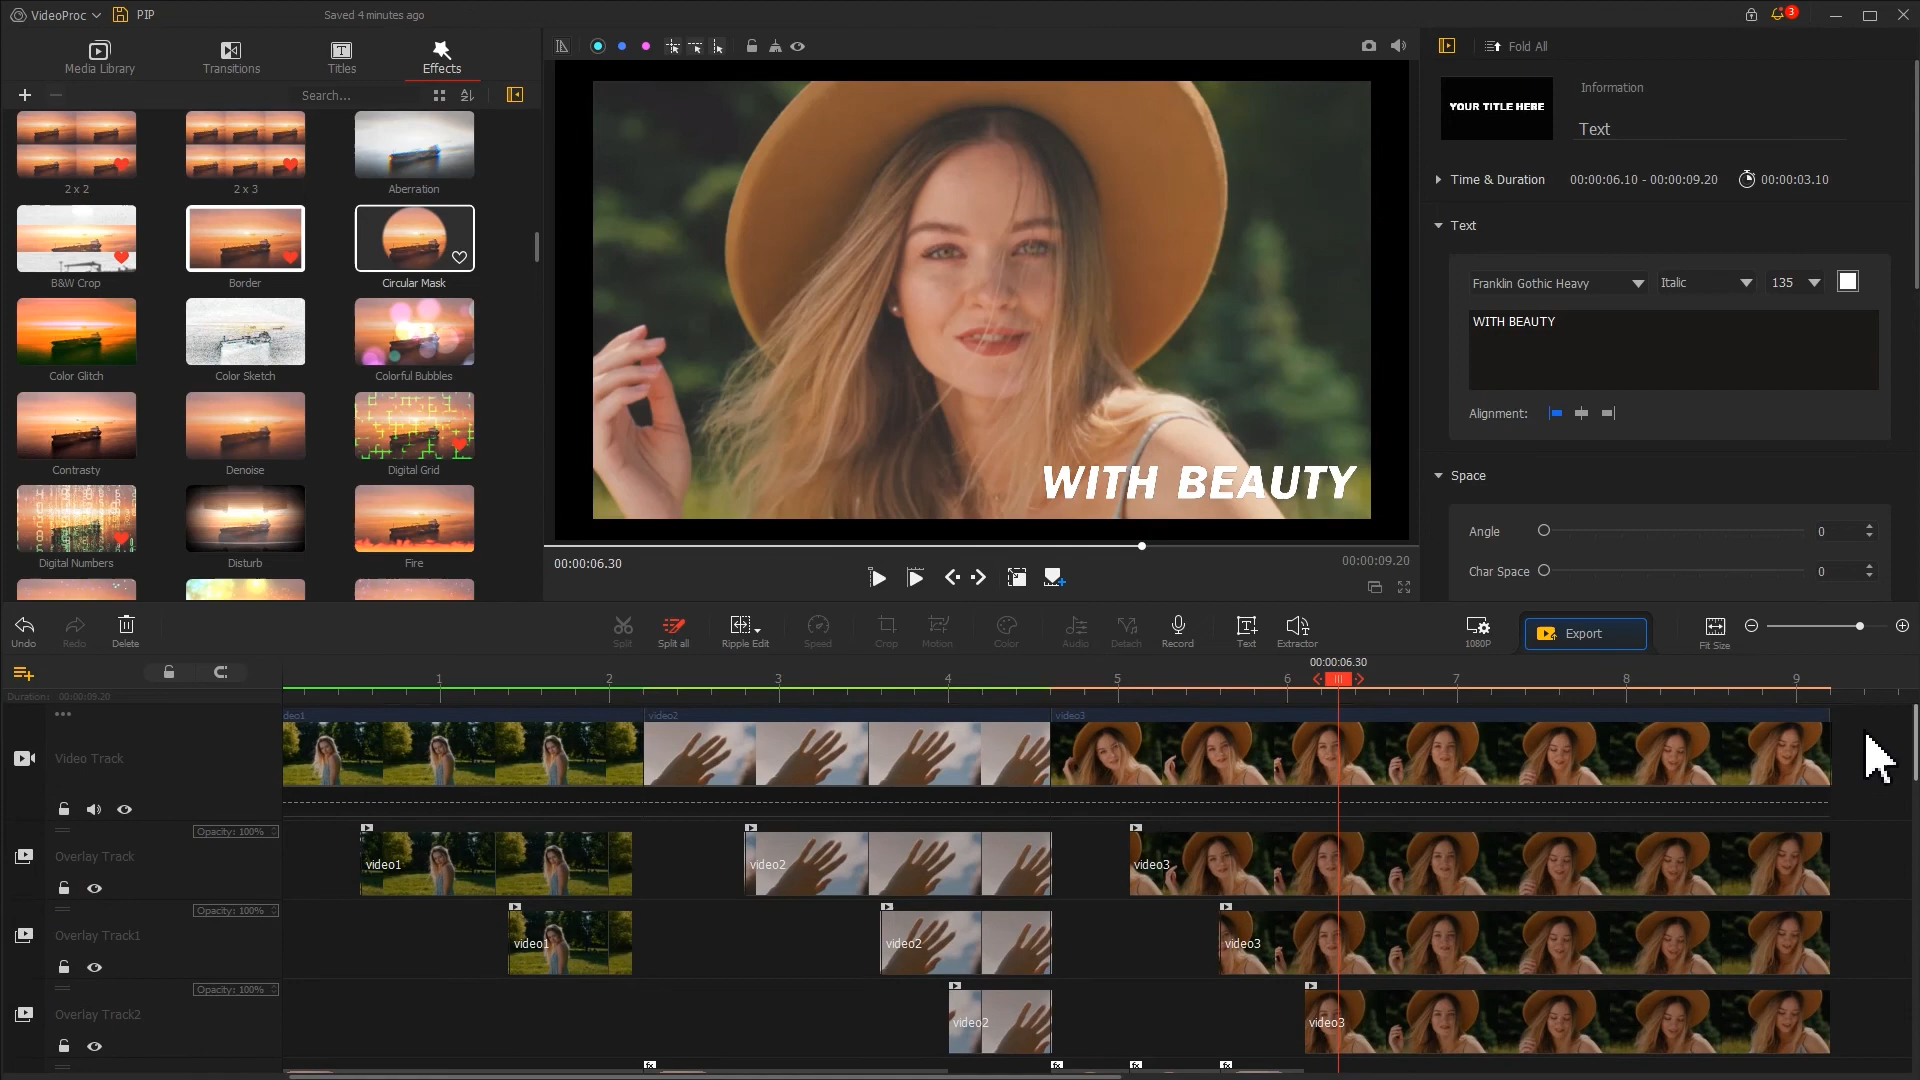 VideoProc
PIP
Saved 4 minutes ago
3
Media Library
Transitions
Titles
Effects
Search...
2 x 2
2 x 3
Aberration
B&W Crop
Border
Circular Mask
Color Glitch
Color Sketch
Colorful Bubbles
Contrasty
Denoise
Digital Grid
Digital Numbers
Disturb
Fire
WITH BEAUTY
00:00:06.30
00:00:09.20
Fold All
YOUR TITLE HERE
Information
Text
Time & Duration
00:00:06.10 - 00:00:09.20
00:00:03.10
Text
Franklin Gothic Heavy
Italic
135
WITH BEAUTY
Alignment:
Space
Angle
0
Char Space
0
Undo
Redo
Delete
Split
Split all
Ripple Edit
Speed
Crop
Motion
Color
Audio
Detach
Record
Text
Extractor
1080P
Export
Fit Size
00:00:06.30
1 2 3 4 5 6 7 8 9
Duration: 00:00:09.20
deo1
video2
video3
Video Track
Opacity: 100%
Overlay Track
video1
video2
video3
Opacity: 100%
Overlay Track1
video1
video2
video3
Opacity: 100%
Overlay Track2
video2
video3
fx
fx
fx
fx